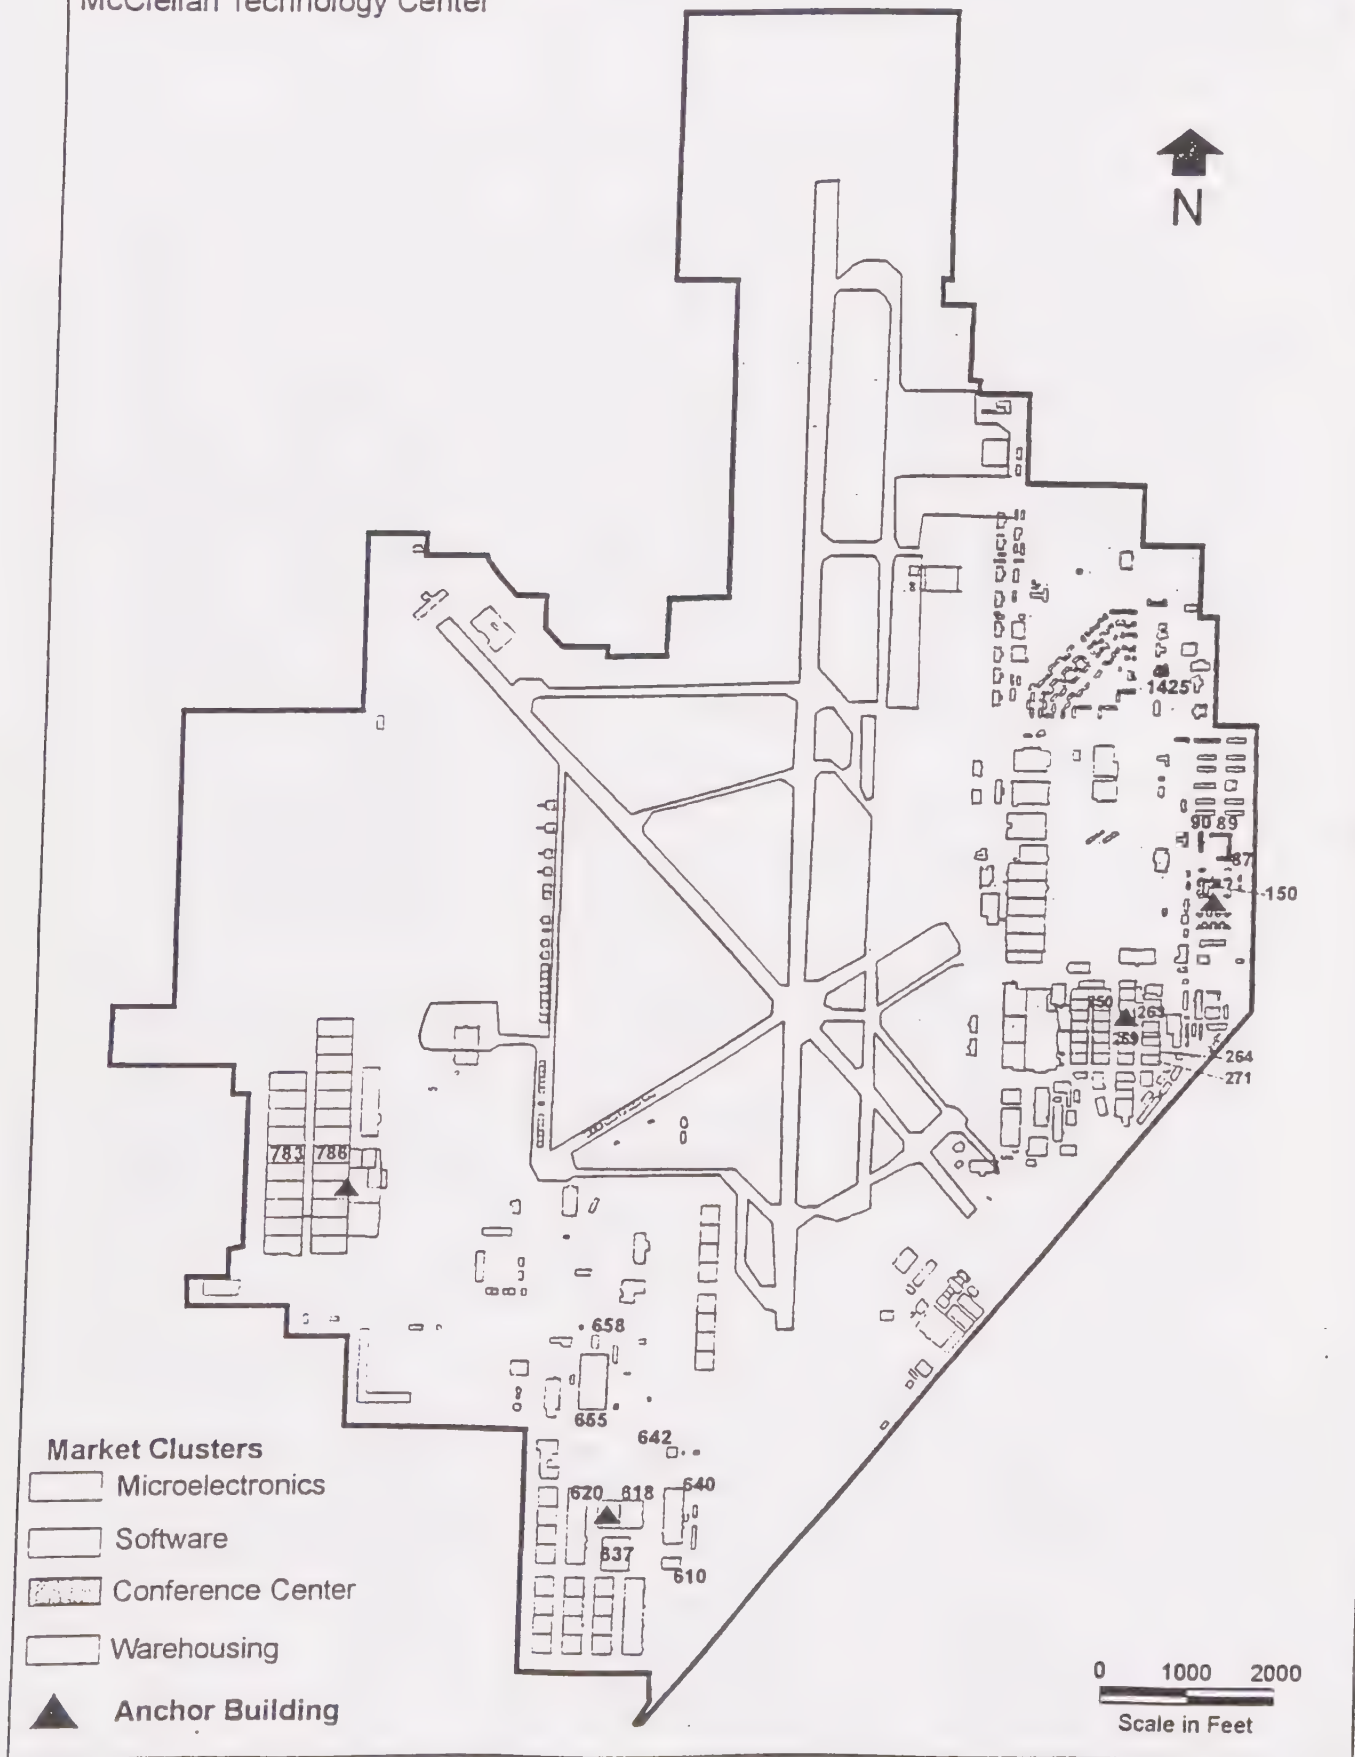 McClellan Technology Center
N
1425
90 89
87
150
250
263
269
264
271
783 786
658
655
642
620 618 640
637
610
Market Clusters
Microelectronics
Software
Conference Center
Warehousing
Anchor Building
0 1000 2000
Scale in Feet